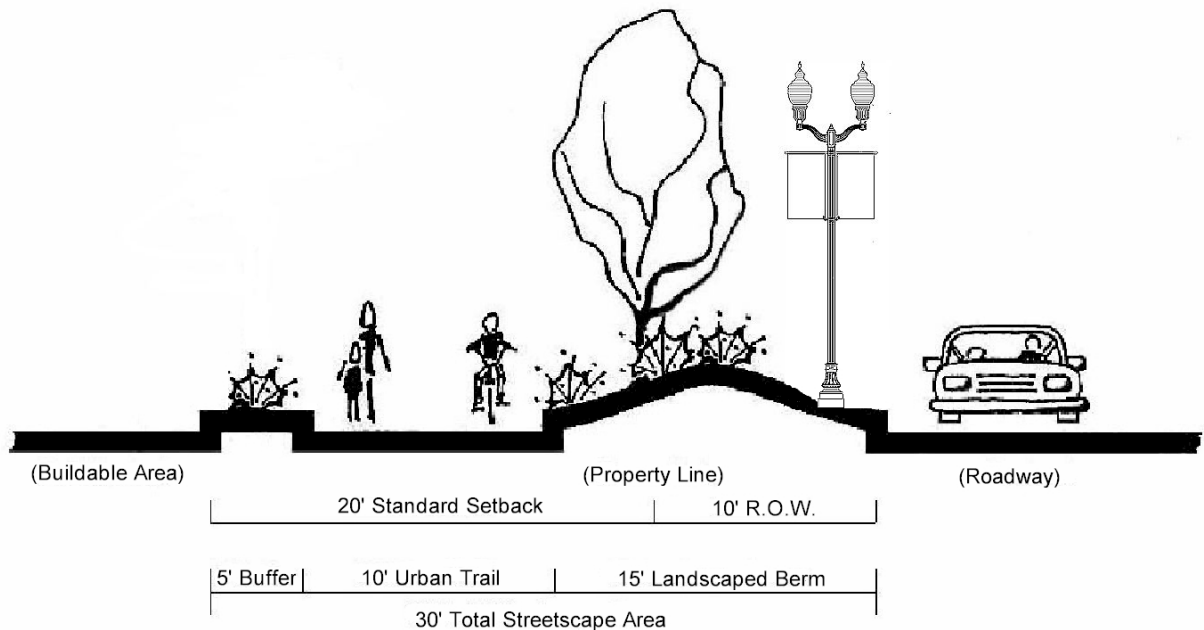 (Buildable Area) (Property Line) (Roadway)
20' Standard Setback 10' R.O.W.
5' Buffer 10' Urban Trail 15' Landscaped Berm
30' Total Streetscape Area